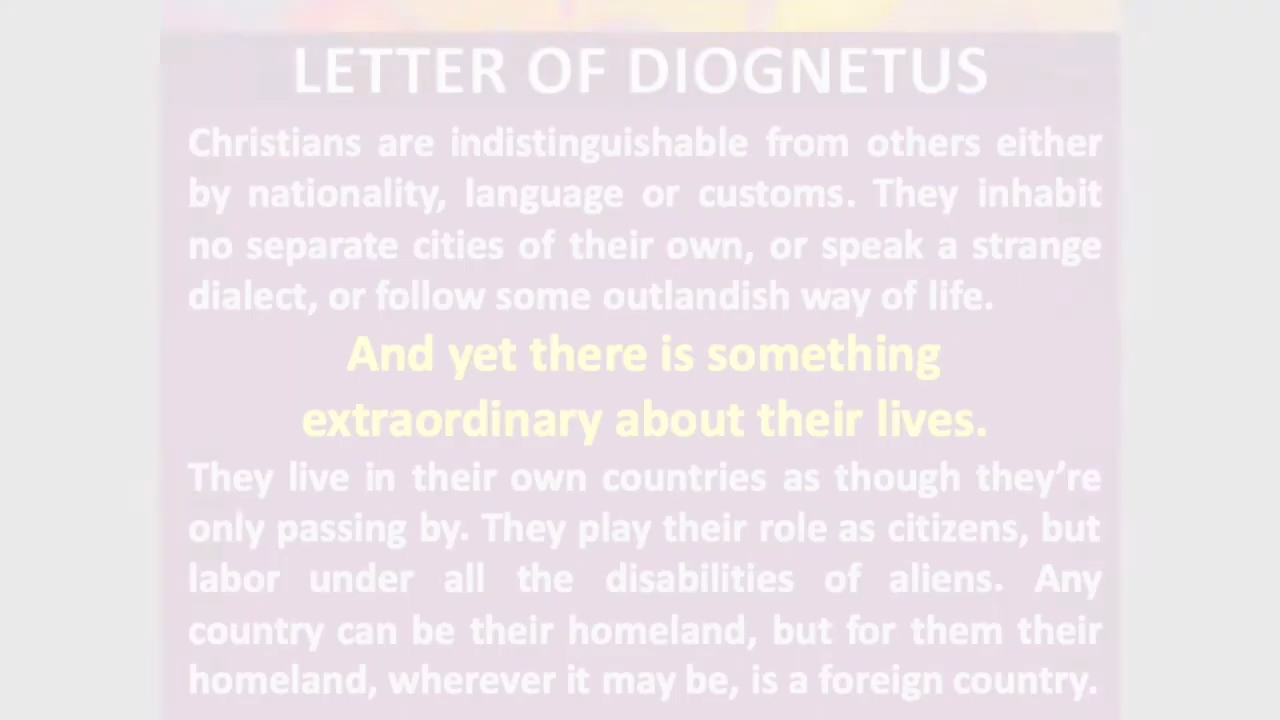 LETTER OF DIOGNETUS
Christians are indistinguishable from others either
by nationality, language or customs. They inhabit
no separate cities of their own, or speak a strange
dialect, or follow some outlandish way of life.
And yet there is something
extraordinary about their lives.
They live in their own countries as though they’re
only passing by. They play their role as citizens, but
labor under all the disabilities of aliens. Any
country can be their homeland, but for them their
homeland, wherever it may be, is a foreign country.